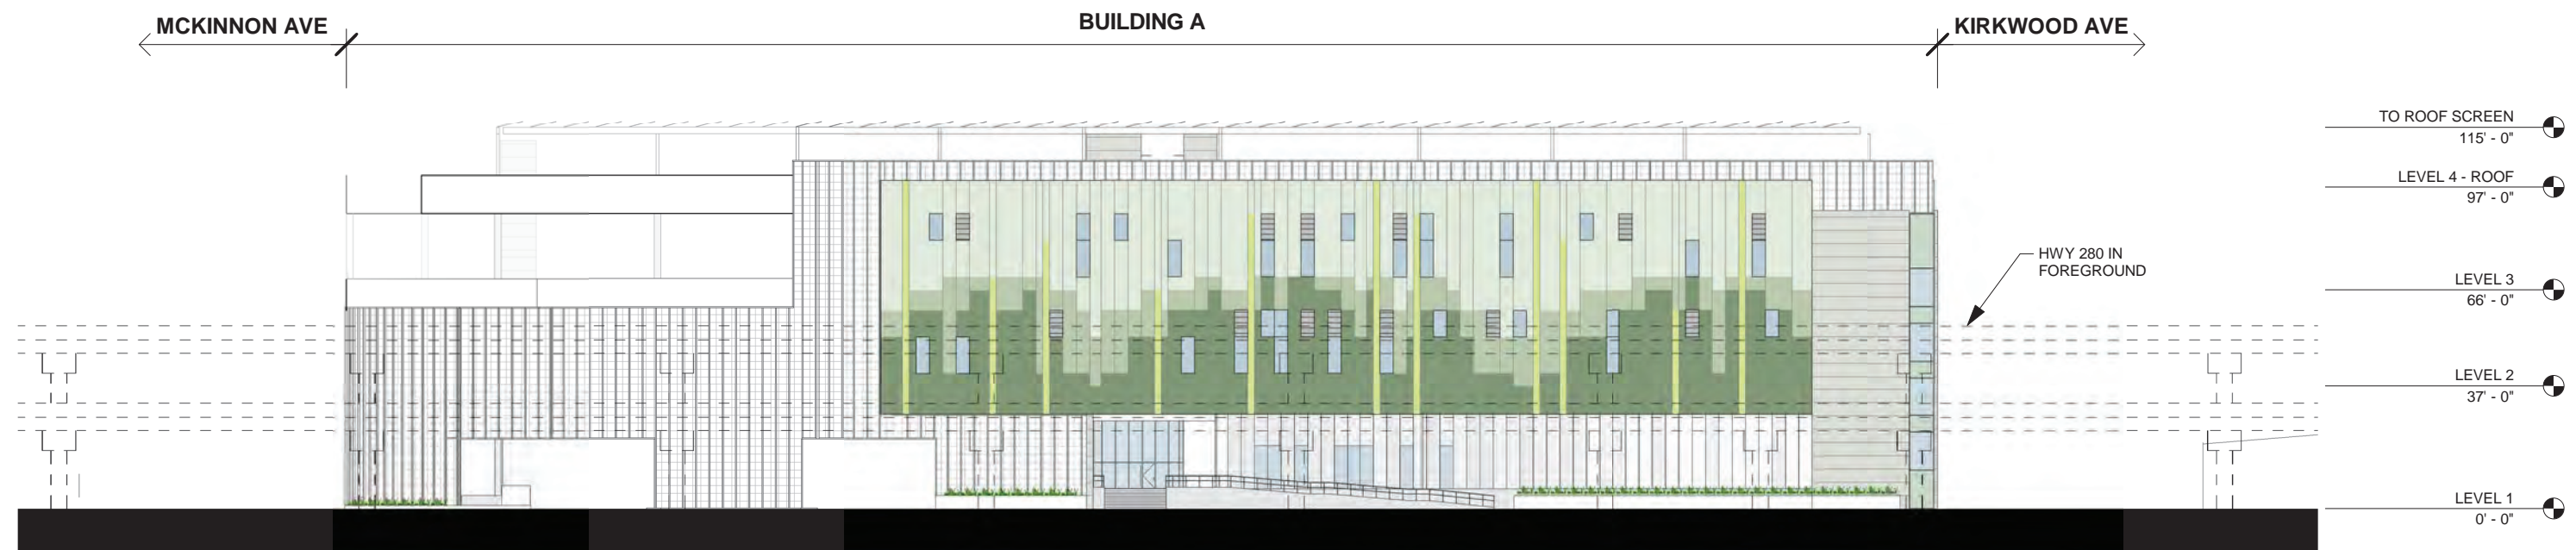 MCKINNON AVE
BUILDING A
KIRKWOOD AVE
TO ROOF SCREEN
115' - 0"
LEVEL 4 - ROOF
97' - 0"
HWY 280 IN
FOREGROUND
LEVEL 3
66' - 0"
LEVEL 2
37' - 0"
LEVEL 1
0' - 0"